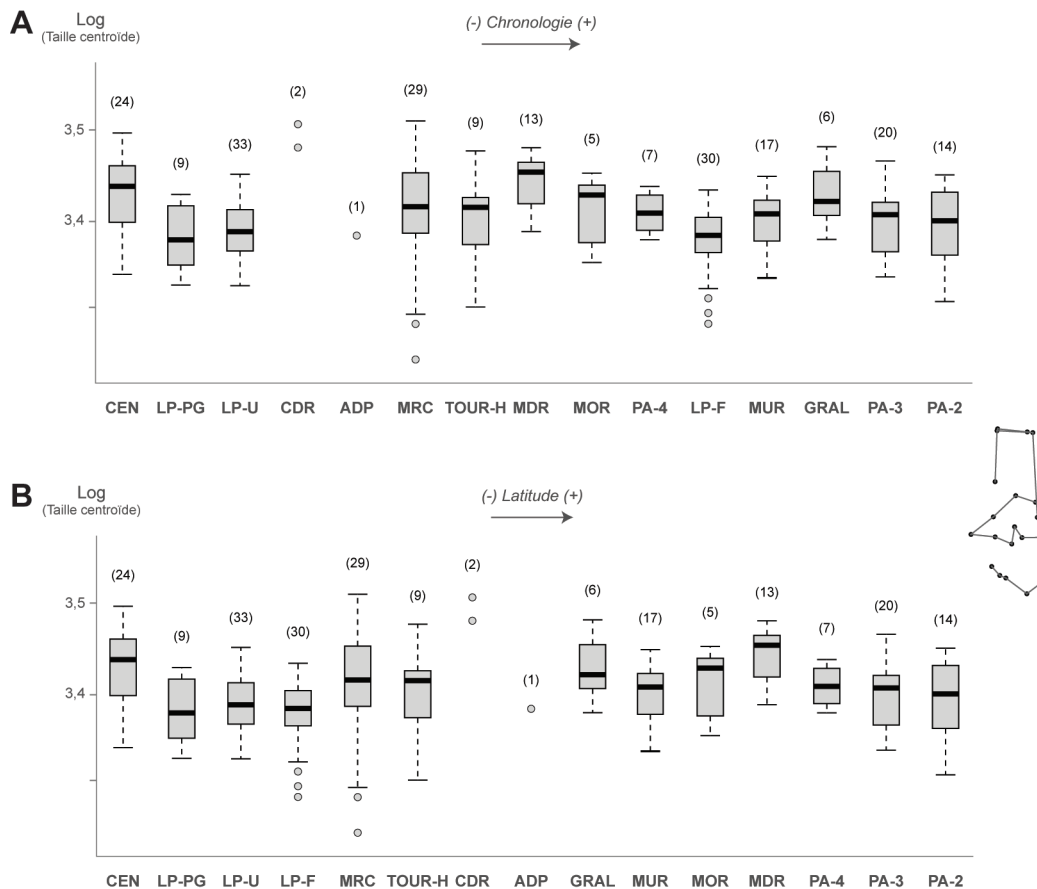 A
Log
(Taille centroïde)
(-) Chronologie (+)
(24) (9) (33) (2) (1) (29) (9) (13) (5) (7) (30) (17) (6) (20) (14)
3,5
3,4
CEN LP-PG LP-U CDR ADP MRC TOUR-H MDR MOR PA-4 LP-F MUR GRAL PA-3 PA-2
B
Log
(Taille centroïde)
(-) Latitude (+)
(24) (9) (33) (30) (29) (9) (2) (1) (6) (17) (5) (13) (7) (20) (14)
3,5
3,4
CEN LP-PG LP-U LP-F MRC TOUR-H CDR ADP GRAL MUR MOR MDR PA-4 PA-3 PA-2